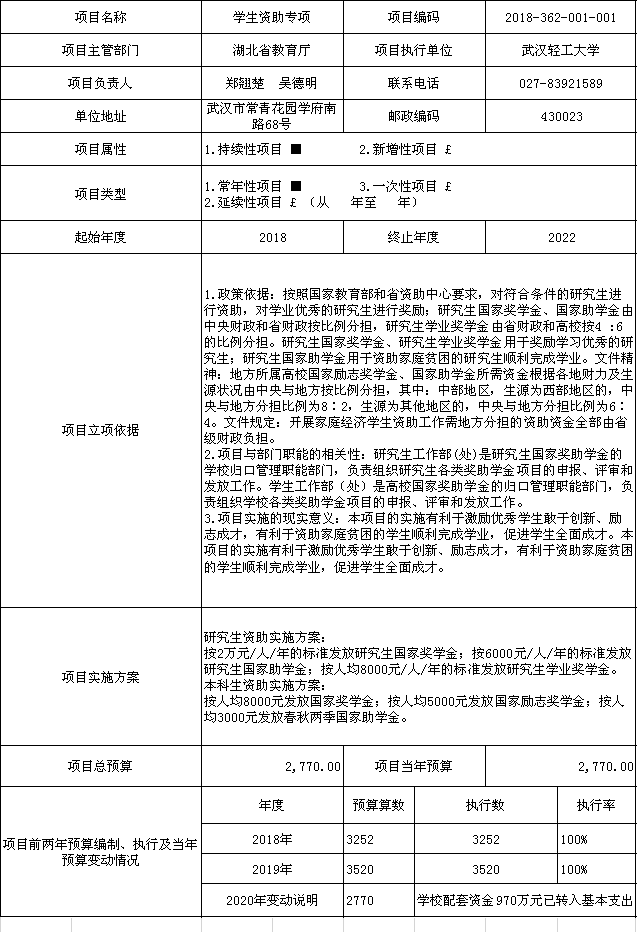 项目名称 学生资助专项 项目编码 2018-362-001-001
项目主管部门 湖北省教育厅 项目执行单位 武汉轻工大学
项目负责人 郑翘楚 吴德明 联系电话 027-83921589
单位地址 武汉市常青花园学府南路68号 邮政编码 430023
项目属性 1.持续性项目 ■ 2.新增性项目 £
项目类型 1.常年性项目 ■ 3.一次性项目 £
2.延续性项目 £ （从 年至 年）
起始年度 2018 终止年度 2022
项目立项依据
1.政策依据：按照国家教育部和省资助中心要求，对符合条件的研究生进
行资助，对学业优秀的研究生进行奖励；研究生国家奖学金、国家助学金由
中央财政和省财政按比例分担，研究生学业奖学金由省财政和高校按4 :6
的比例分担。研究生国家奖学金、研究生学业奖学金用于奖励学习优秀的研
究生；研究生国家助学金用于资助家庭贫困的研究生顺利完成学业。文件精
神：地方所属高校国家励志奖学金、国家助学金所需资金根据各地财力及生
源状况由中央与地方按比例分担，其中：中部地区，生源为西部地区的，中
央与地方分担比例为8∶2，生源为其他地区的，中央与地方分担比例为6∶
4。文件规定：开展家庭经济学生资助工作需地方分担的资助资金全部由省
级财政负担。
2.项目与部门职能的相关性：研究生工作部(处)是研究生国家奖助学金的
学校归口管理职能部门，负责组织研究生各类奖助学金项目的申报、评审和
发放工作。学生工作部（处）是高校国家奖助学金的归口管理职能部门，负
责组织学校各类奖助学金项目的申报、评审和发放工作。
3.项目实施的现实意义：本项目的实施有利于激励优秀学生敢于创新、励
志成才，有利于资助家庭贫困的学生顺利完成学业，促进学生全面成才。本
项目的实施有利于激励优秀学生敢于创新、励志成才，有利于资助家庭贫困
的学生顺利完成学业，促进学生全面成才。
项目实施方案
研究生资助实施方案：
按2万元/人/年的标准发放研究生国家奖学金；按6000元/人/年的标准发放
研究生国家助学金；按人均8000元/人/年的标准发放研究生学业奖学金。
本科生资助实施方案：
按人均8000元发放国家奖学金；按人均5000元发放国家励志奖学金；按人
均3000元发放春秋两季国家助学金。
项目总预算 2,770.00 项目当年预算 2,770.00
项目前两年预算编制、执行及当年
预算变动情况
年度 预算算数 执行数 执行率
2018年 3252 3252 100%
2019年 3520 3520 100%
2020年变动说明 2770 学校配套资金970万元已转入基本支出